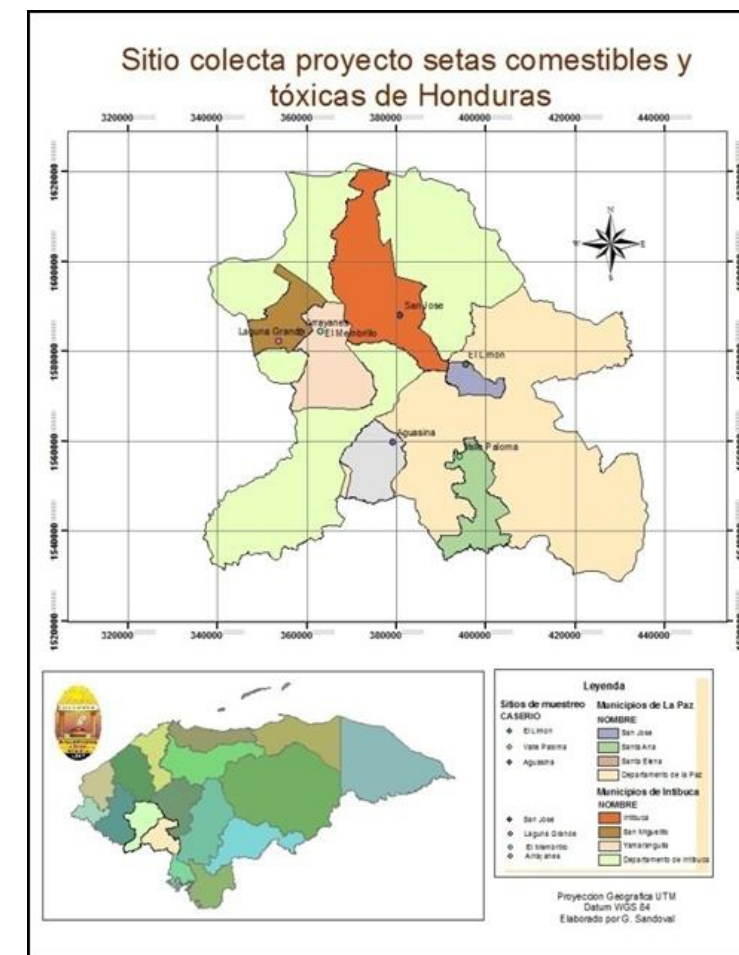 Sitio colecta proyecto setas comestibles y
tóxicas de Honduras
320000 340000 360000 380000 400000 420000 440000
1620000
1600000
1580000
1560000
1540000
1520000
N
W E
S
San Jose
Arrayanes
Laguna Grande
El Membrillo
El Limon
Aguasina
Valle Paloma
320000 340000 360000 380000 400000 420000 440000
Leyenda
Sitios de muestreo
CASERIO
El Limon
Valle Paloma
Aguasina
San Jose
Laguna Grande
El Membrillo
Arrayanes
Municipios de La Paz
NOMBRE
San Jose
Santa Ana
Santa Elena
Departamento de la Paz
Municipios de Intibuca
NOMBRE
Intibuca
San Miguelito
Yamaranguila
Departamento de Intibuca
Proyeccion Geografica UTM
Datum WGS 84
Elaborado por G. Sandoval